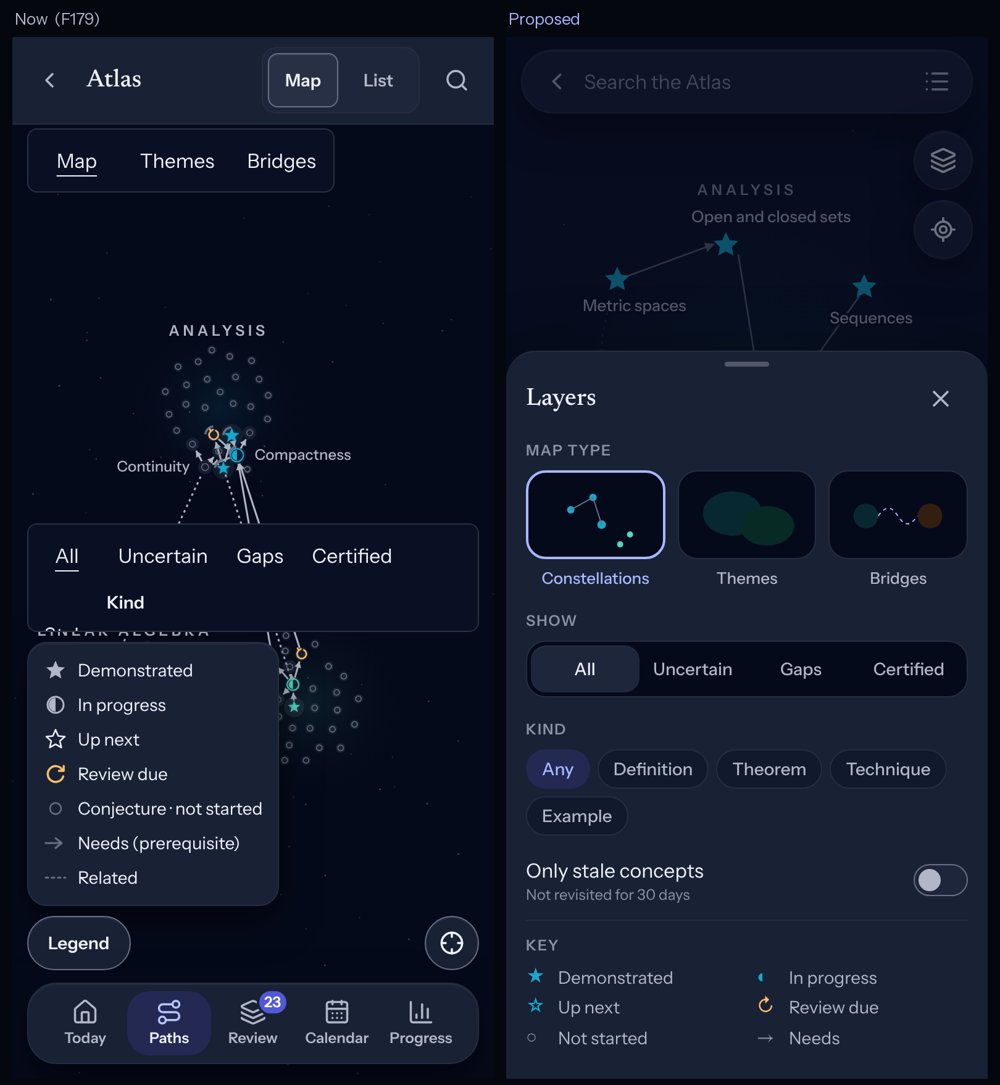 Now (F179)
Atlas
Map
List
Map
Themes
Bridges
ANALYSIS
Continuity
Compactness
All
Uncertain
Gaps
Certified
Kind
LINEAR ALGEBRA
Demonstrated
In progress
Up next
Review due
Conjecture · not started
Needs (prerequisite)
Related
Legend
Today
Paths
Review
23
Calendar
Progress
Proposed
Search the Atlas
ANALYSIS
Open and closed sets
Metric spaces
Sequences
Layers
MAP TYPE
Constellations
Themes
Bridges
SHOW
All
Uncertain
Gaps
Certified
KIND
Any
Definition
Theorem
Technique
Example
Only stale concepts
Not revisited for 30 days
KEY
Demonstrated
In progress
Up next
Review due
Not started
Needs